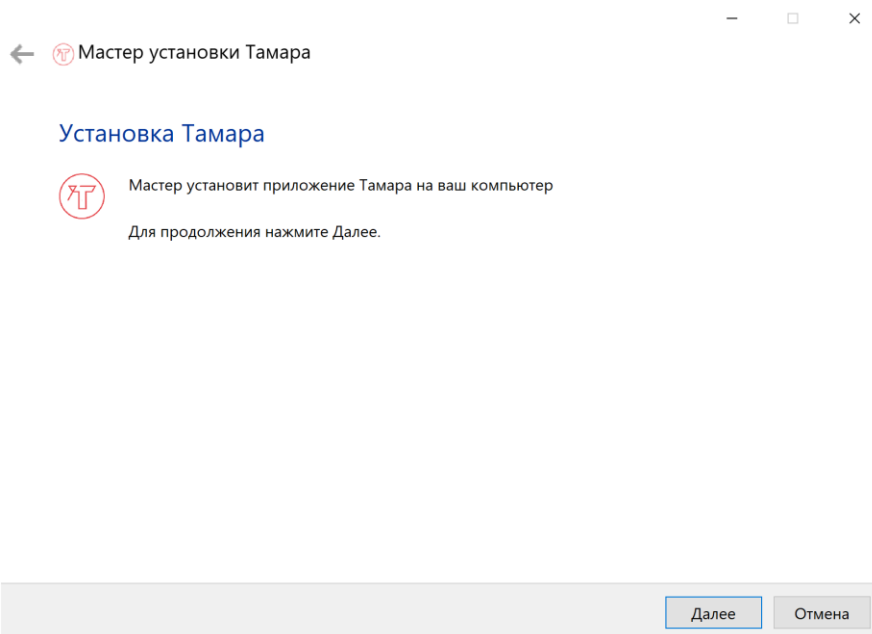 Мастер установки Тамара
Установка Тамара
Мастер установит приложение Тамара на ваш компьютер
Для продолжения нажмите Далее.
Далее
Отмена